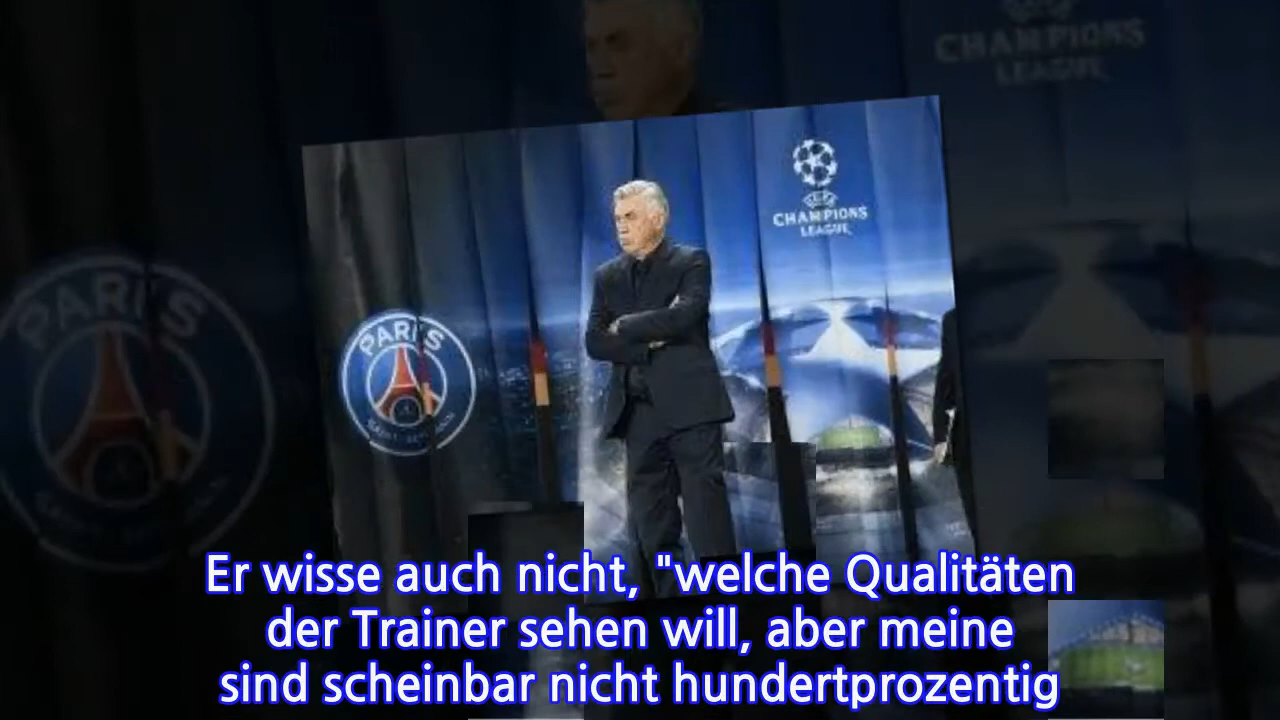 CHAMPIONS
LEAGUE
PARIS
CHAMPIONS
LEAGUE
PARIS
Er wisse auch nicht, "welche Qualitäten
der Trainer sehen will, aber meine
sind scheinbar nicht hundertprozentig